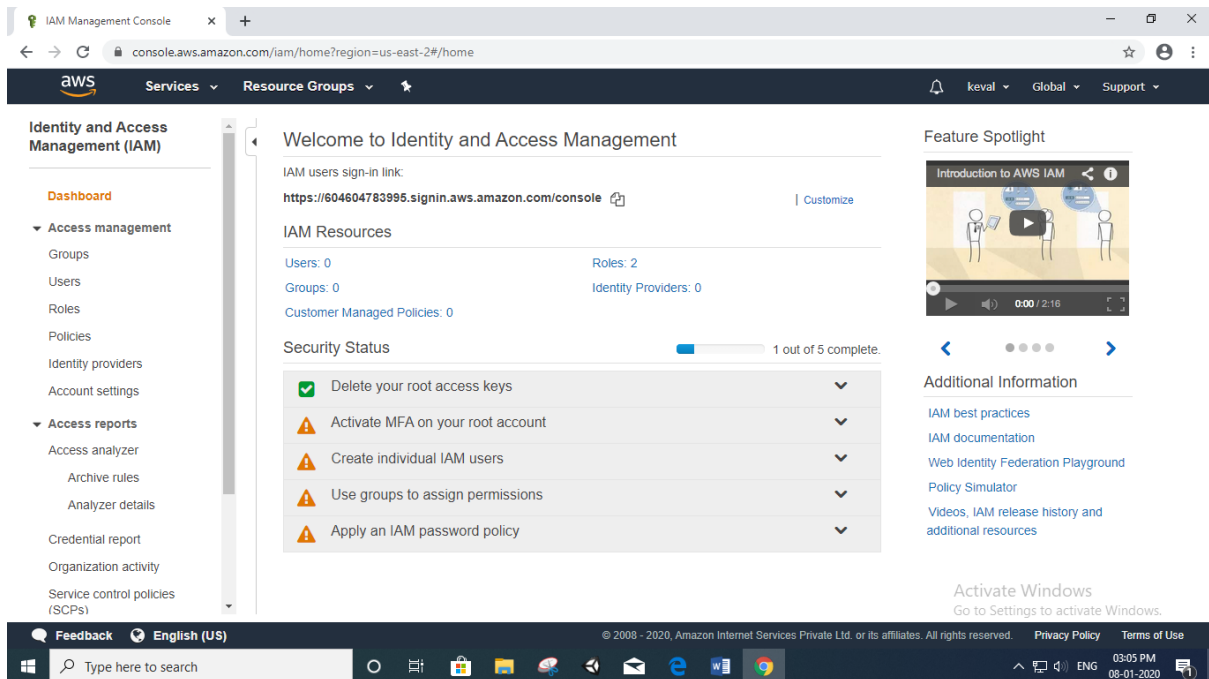 IAM Management Console
console.aws.amazon.com/iam/home?region=us-east-2#/home
aws Services Resource Groups keval Global Support
Identity and Access
Management (IAM)
Dashboard
Access management
Groups
Users
Roles
Policies
Identity providers
Account settings
Access reports
Access analyzer
Archive rules
Analyzer details
Credential report
Organization activity
Service control policies
(SCPs)
Welcome to Identity and Access Management
IAM users sign-in link:
https://604604783995.signin.aws.amazon.com/console | Customize
IAM Resources
Users: 0 Roles: 2
Groups: 0 Identity Providers: 0
Customer Managed Policies: 0
Security Status 1 out of 5 complete.
Delete your root access keys
Activate MFA on your root account
Create individual IAM users
Use groups to assign permissions
Apply an IAM password policy
Feature Spotlight
Introduction to AWS IAM
0:00 / 2:16
Additional Information
IAM best practices
IAM documentation
Web Identity Federation Playground
Policy Simulator
Videos, IAM release history and
additional resources
Activate Windows
Go to Settings to activate Windows.
Feedback English (US) © 2008 - 2020, Amazon Internet Services Private Ltd. or its affiliates. All rights reserved. Privacy Policy Terms of Use
Type here to search ENG 03:05 PM
08-01-2020